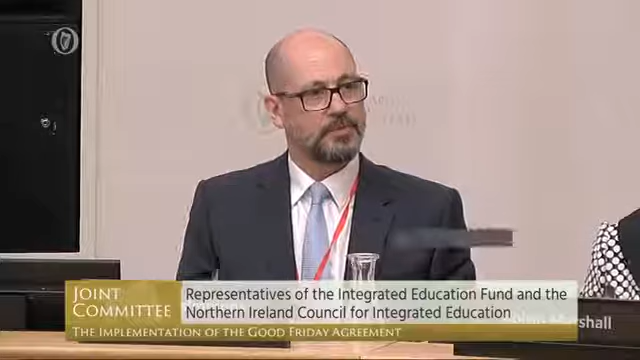 JOINT
COMMITTEE
Representatives of the Integrated Education Fund and the
Northern Ireland Council for Integrated Education
THE IMPLEMENTATION OF THE GOOD FRIDAY AGREEMENT
Marshall